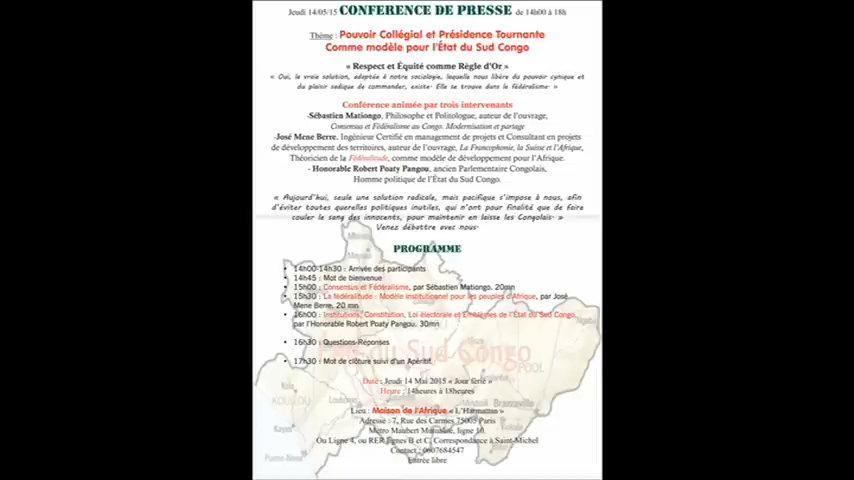 Jeudi 14/05/15 CONFERENCE DE PRESSE de 14h00 à 18h
Thème : Pouvoir Collégial et Présidence Tournante
Comme modèle pour l'État du Sud Congo
« Respect et Équité comme Règle d'Or »
« Oui, la vraie solution, adaptée à notre sociologie, laquelle nous libère du pouvoir cynique et
du plaisir sadique de commander, existe. Elle se trouve dans le fédéralisme. »
Conférence animée par trois intervenants
-Sébastien Mationgo, Philosophe et Politologue, auteur de l'ouvrage,
Consensus et Fédéralisme au Congo. Modernisation et partage
-José Mene Berre, Ingénieur Certifié en management de projets et Consultant en projets
de développement des territoires, auteur de l'ouvrage, La Francophonie, la Suisse et l'Afrique,
Théoricien de la Fédéralitude, comme modèle de développement pour l'Afrique.
- Honorable Robert Poaty Pangou, ancien Parlementaire Congolais,
Homme politique de l'État du Sud Congo.
« Aujourd'hui, seule une solution radicale, mais pacifique s'impose à nous, afin
d'éviter toutes querelles politiques inutiles, qui n'ont pour finalité que de faire
couler le sang des innocents, pour maintenir en laisse les Congolais. »
Venez débattre avec nous.
PROGRAMME
• 14h00-14h30 : Arrivée des participants
• 14h45 : Mot de bienvenue
• 15h00 : Consensus et Fédéralisme, par Sébastien Mationgo. 20mn
• 15h30 : La fédéralitude : Modèle institutionnel pour les peuples d'Afrique, par José
Mene Berre. 20 mn
• 16h00 : Institutions, Constitution, Loi électorale et Emblèmes de l'État du Sud Congo,
par l'Honorable Robert Poaty Pangou. 30mn
• 16h30 : Questions-Réponses
du Sud Congo
POOL
• 17h30 : Mot de clôture suivi d'un Apéritif.
Date : Jeudi 14 Mai 2015 « Jour férié »
Heure : 14heures à 18heures
KOUILOU
Brazzaville
Lieu : Maison de l'Afrique « L'Harmattan »
Adresse : 7, Rue des Carmes 75005 Paris
Kayes
Metro Maubert Mutualité, ligne 10.
Ou Ligne 4, ou RER lignes B et C, Correspondance à Saint-Michel
Contact : 0607684547
Pointe-Noire
Entrée libre